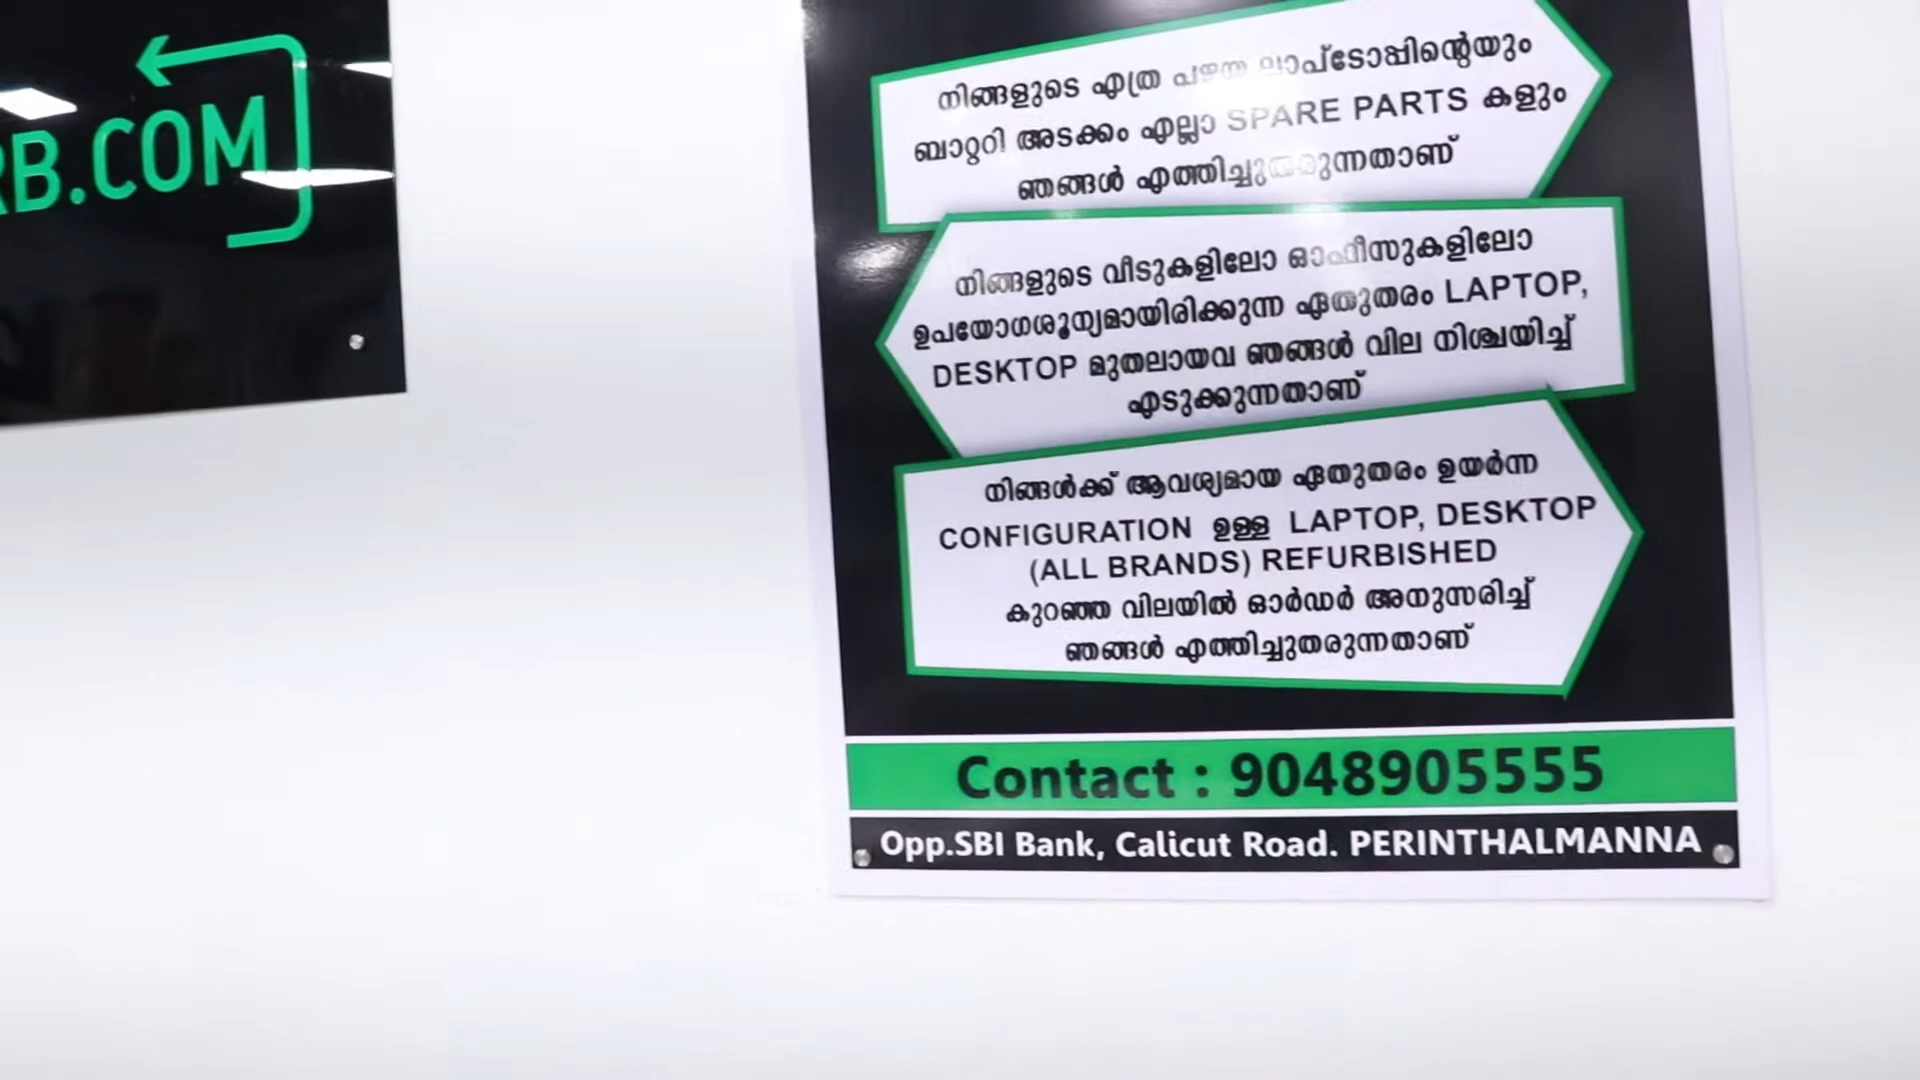 RB.COM
നിങ്ങളുടെ എത്ര പഴയ ലാപ്ടോപ്പിന്റെയും
ബാറ്ററി അടക്കം എല്ലാ SPARE PARTS കളും
ഞങ്ങൾ എത്തിച്ചുതരുന്നതാണ്
നിങ്ങളുടെ വീടുകളിലോ ഓഫീസുകളിലോ
ഉപയോഗശൂന്യമായിരിക്കുന്ന ഏതുതരം LAPTOP,
DESKTOP മുതലായവ ഞങ്ങൾ വില നിശ്ചയിച്ച്
എടുക്കുന്നതാണ്
നിങ്ങൾക്ക് ആവശ്യമായ ഏതുതരം ഉയർന്ന
CONFIGURATION ഉള്ള LAPTOP, DESKTOP
(ALL BRANDS) REFURBISHED
കുറഞ്ഞ വിലയിൽ ഓർഡർ അനുസരിച്ച്
ഞങ്ങൾ എത്തിച്ചുതരുന്നതാണ്
Contact : 9048905555
Opp.SBI Bank, Calicut Road. PERINTHALMANNA